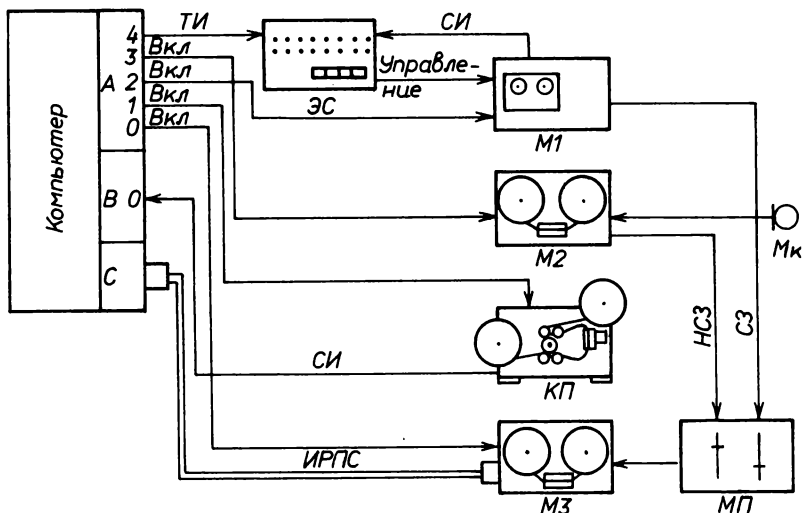 Компьютер
А
4
3
2
1
0
В 0
С
ТИ
Вкл
Вкл
Вкл
Вкл
СИ
Управле-
ние
ЭС
М1
М2
Мк
НСЗ
СЗ
СИ
КП
ИРПС
М3
МП